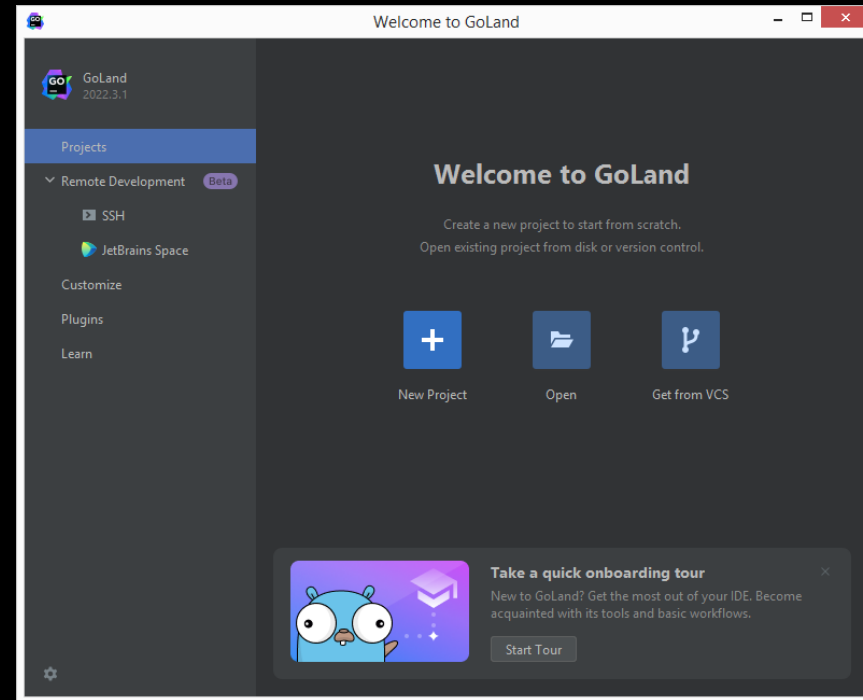 Welcome to GoLand
GO
GoLand
2022.3.1
Projects
Remote Development Beta
SSH
JetBrains Space
Customize
Plugins
Learn
Welcome to GoLand
Create a new project to start from scratch.
Open existing project from disk or version control.
New Project
Open
Get from VCS
Take a quick onboarding tour
New to GoLand? Get the most out of your IDE. Become
acquainted with its tools and basic workflows.
Start Tour